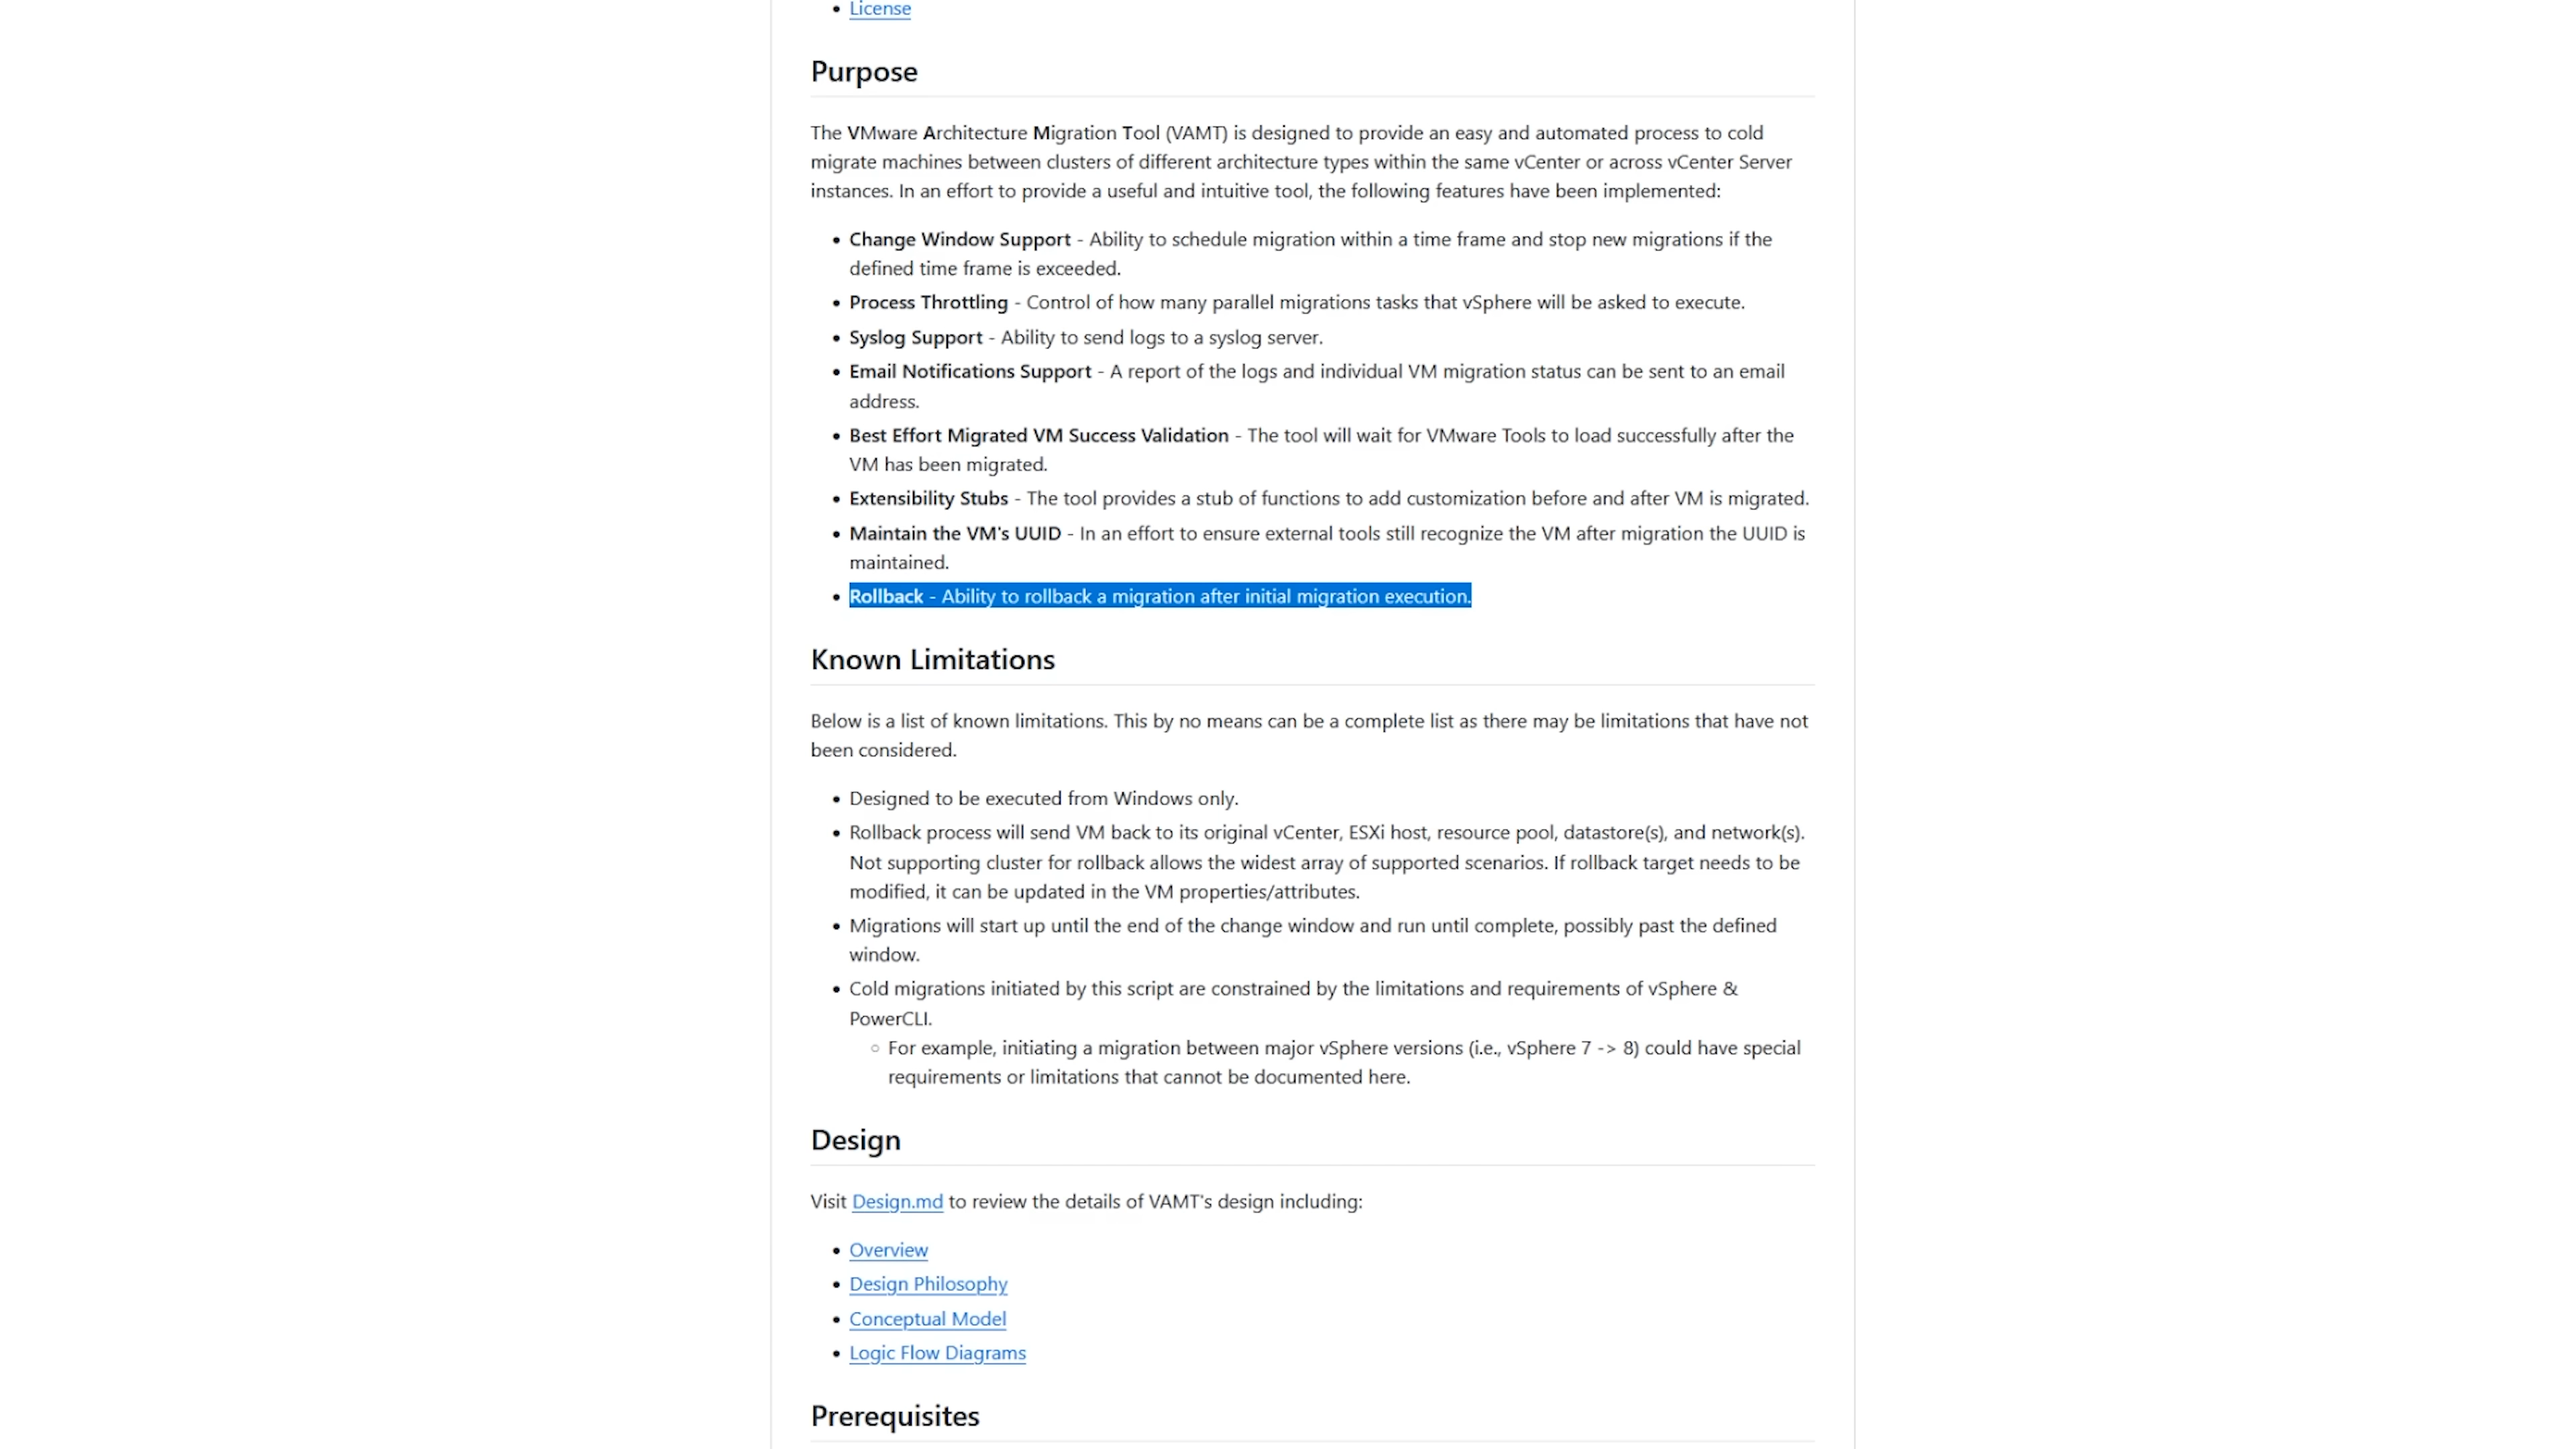 License
Purpose
The VMware Architecture Migration Tool (VAMT) is designed to provide an easy and automated process to cold
migrate machines between clusters of different architecture types within the same vCenter or across vCenter Server
instances. In an effort to provide a useful and intuitive tool, the following features have been implemented:
• Change Window Support - Ability to schedule migration within a time frame and stop new migrations if the
defined time frame is exceeded.
• Process Throttling - Control of how many parallel migrations tasks that vSphere will be asked to execute.
• Syslog Support - Ability to send logs to a syslog server.
• Email Notifications Support - A report of the logs and individual VM migration status can be sent to an email
address.
• Best Effort Migrated VM Success Validation - The tool will wait for VMware Tools to load successfully after the
VM has been migrated.
• Extensibility Stubs - The tool provides a stub of functions to add customization before and after VM is migrated.
• Maintain the VM's UUID - In an effort to ensure external tools still recognize the VM after migration the UUID is
maintained.
• Rollback - Ability to rollback a migration after initial migration execution.
Known Limitations
Below is a list of known limitations. This by no means can be a complete list as there may be limitations that have not
been considered.
• Designed to be executed from Windows only.
• Rollback process will send VM back to its original vCenter, ESXi host, resource pool, datastore(s), and network(s).
Not supporting cluster for rollback allows the widest array of supported scenarios. If rollback target needs to be
modified, it can be updated in the VM properties/attributes.
• Migrations will start up until the end of the change window and run until complete, possibly past the defined
window.
• Cold migrations initiated by this script are constrained by the limitations and requirements of vSphere &
PowerCLI.
○ For example, initiating a migration between major vSphere versions (i.e., vSphere 7 -> 8) could have special
requirements or limitations that cannot be documented here.
Design
Visit Design.md to review the details of VAMT's design including:
• Overview
• Design Philosophy
• Conceptual Model
• Logic Flow Diagrams
Prerequisites